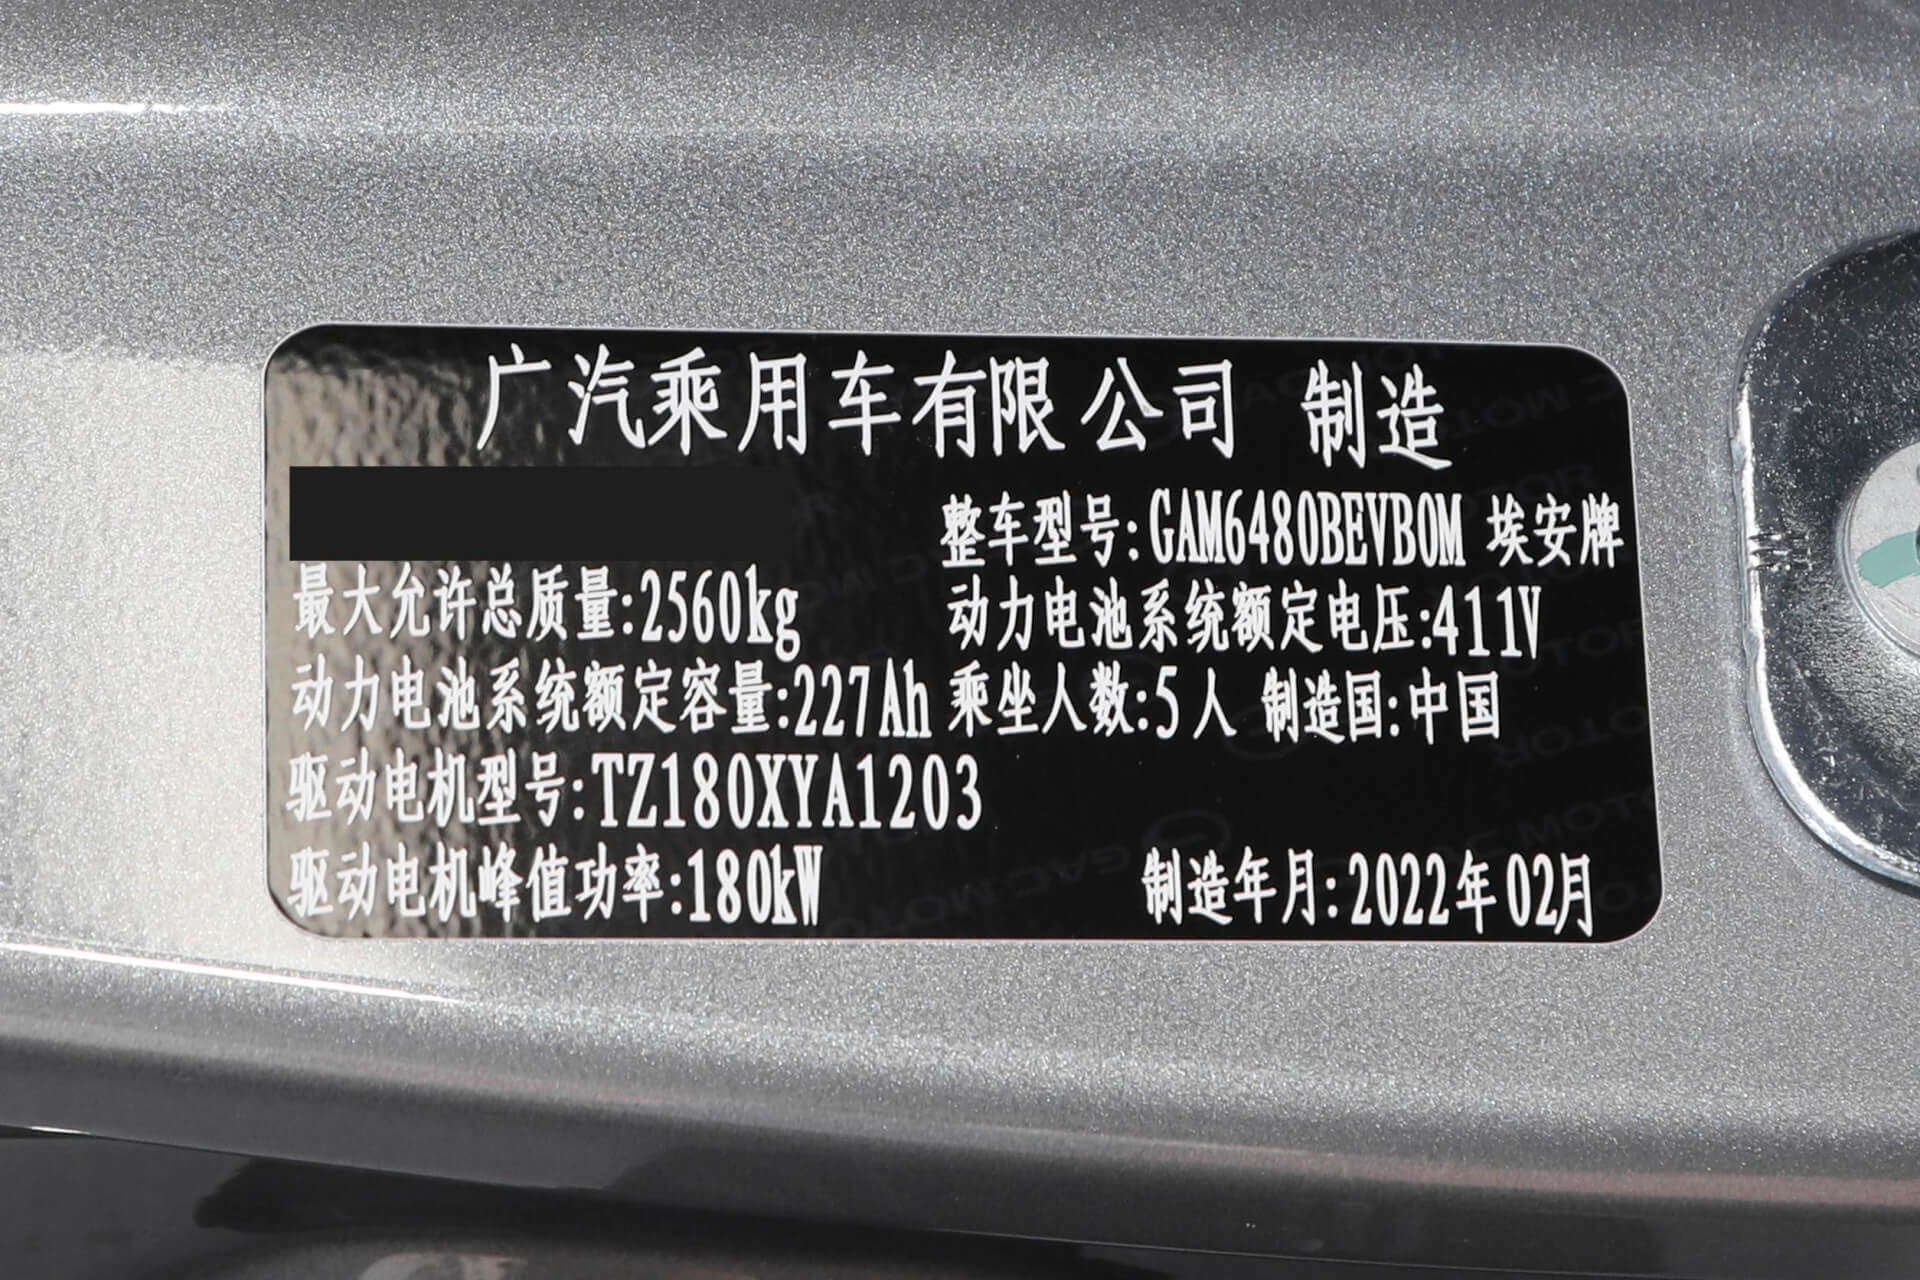 广汽乘用车有限公司 制造
整车型号:GAM6480BEVB0M 埃安牌
最大允许总质量:2560kg 动力电池系统额定电压:411V
动力电池系统额定容量:227Ah 乘坐人数:5人 制造国:中国
驱动电机型号:TZ180XYA1203
驱动电机峰值功率:180kW 制造年月:2022年02月